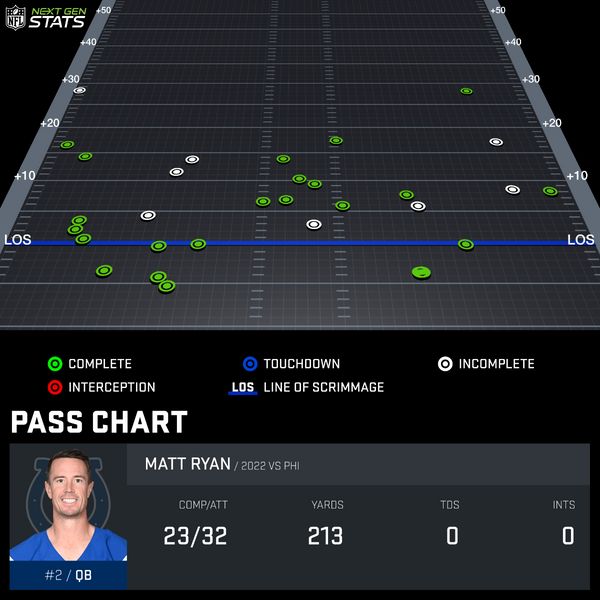 NFL NEXT GEN STATS
+50 +50
+30 +30
+20 +20
+10 +10
LOS LOS
COMPLETE TOUCHDOWN INCOMPLETE
INTERCEPTION LOS LINE OF SCRIMMAGE
PASS CHART
MATT RYAN / 2022 VS PHI
COMP/ATT YARDS TDS INTS
23/32 213 0 0
#2 / QB